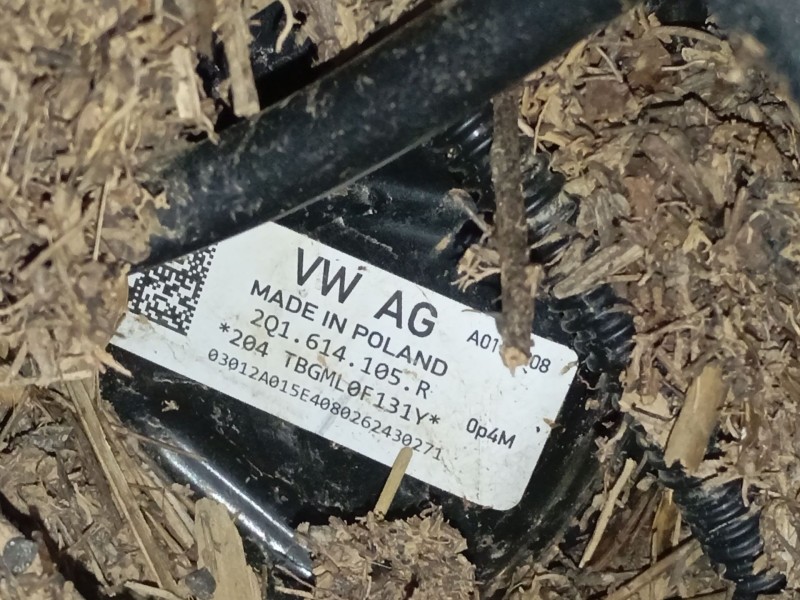 VW AG
MADE IN POLAND
2Q1.614.105.R
*204 TBGML0F131Y*
03012A015E4080262430271
0p4M